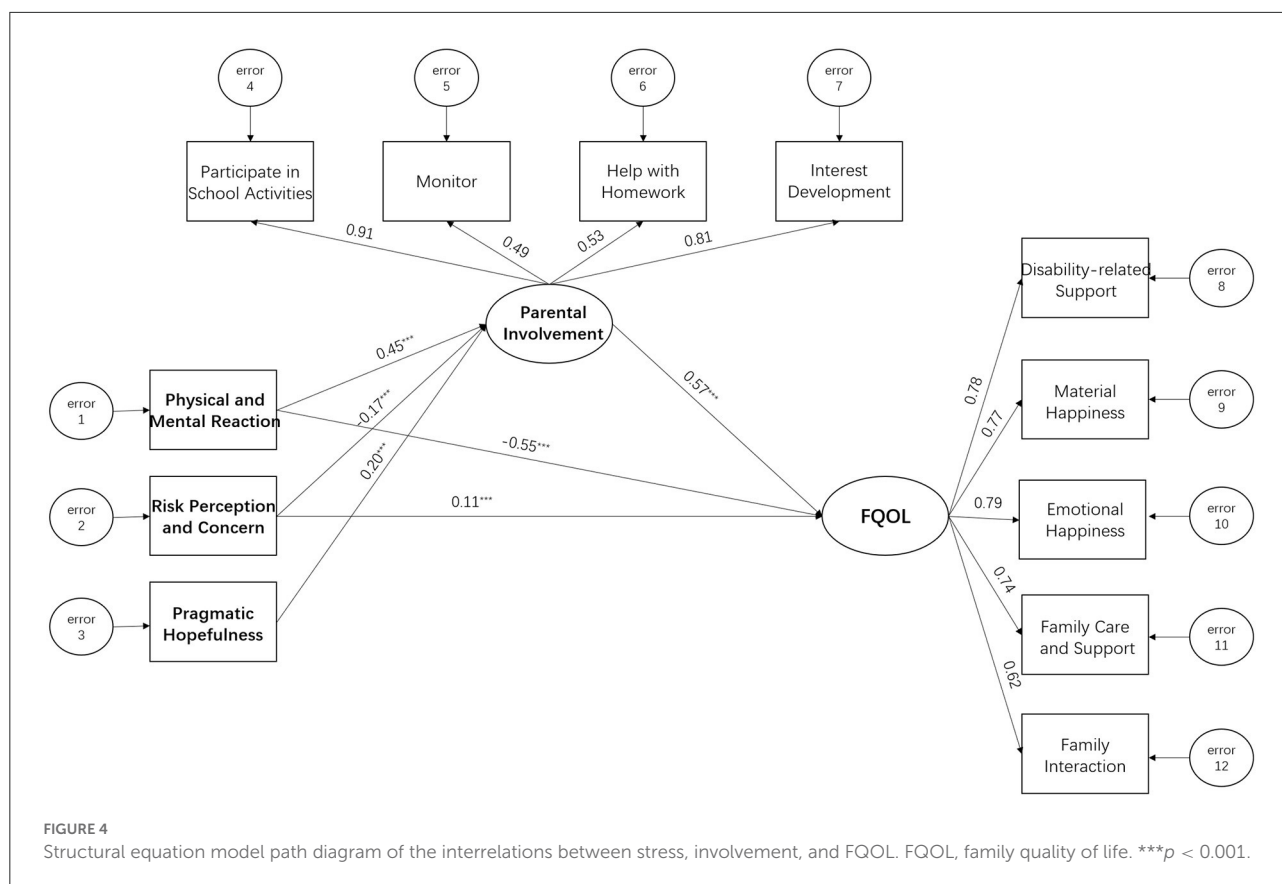 error
4
error
5
error
6
error
7
Participate in
School Activities
Monitor
Help with
Homework
Interest
Development
0.91
0.49
0.53
0.81
Parental
Involvement
Disability-related
Support
error
8
Physical and
Mental Reaction
error
1
0.45***
-0.17***
0.20***
-0.55***
0.57***
0.78
Material
Happiness
error
9
0.77
Risk Perception
and Concern
error
2
0.11***
FQOL
0.79
Emotional
Happiness
error
10
Pragmatic
Hopefulness
error
3
0.74
Family Care
and Support
error
11
0.62
Family
Interaction
error
12
FIGURE 4
Structural equation model path diagram of the interrelations between stress, involvement, and FQOL. FQOL, family quality of life. ***p < 0.001.